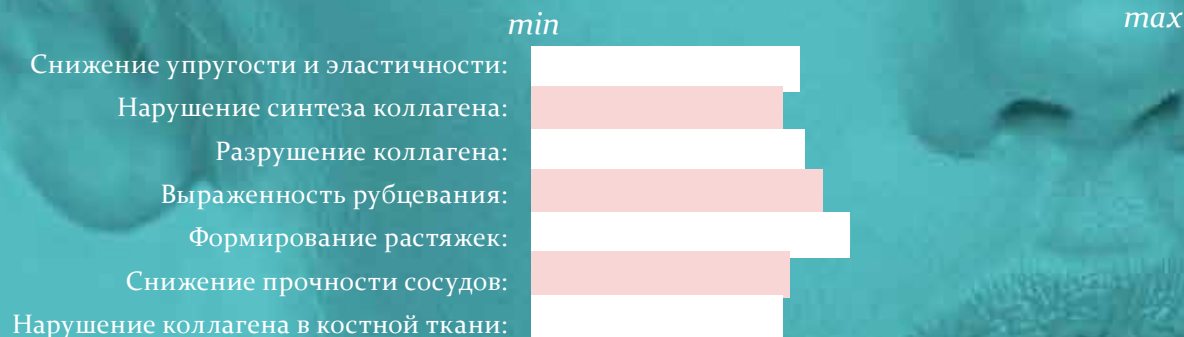 min max
Снижение упругости и эластичности:
Нарушение синтеза коллагена:
Разрушение коллагена:
Выраженность рубцевания:
Формирование растяжек:
Снижение прочности сосудов:
Нарушение коллагена в костной ткани: